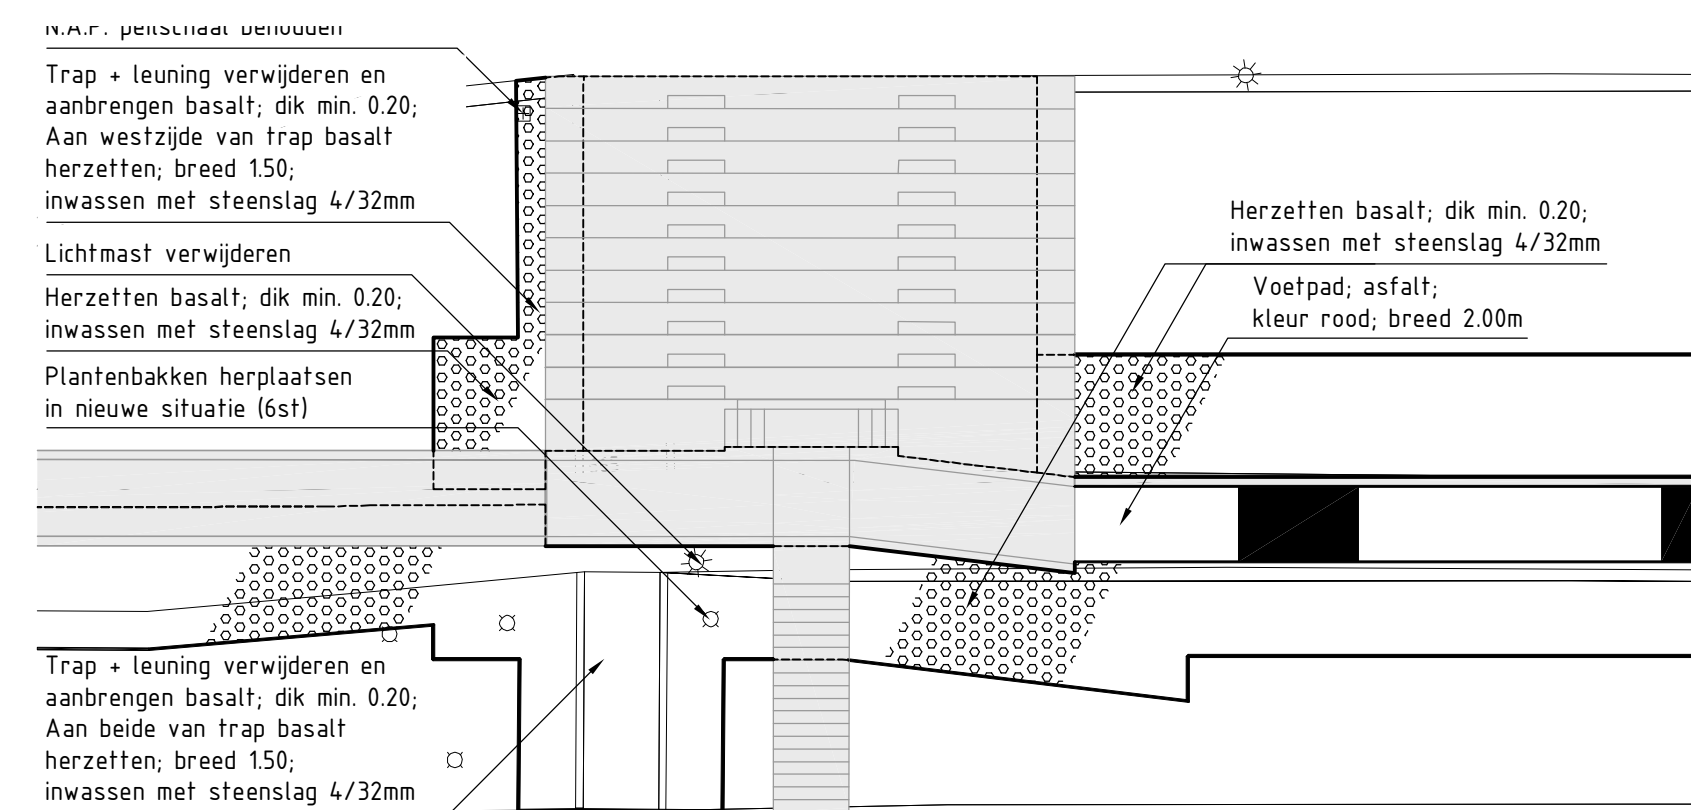 N.A.P. peilschaal behouden
Trap + leuning verwijderen en
aanbrengen basalt; dik min. 0.20;
Aan westzijde van trap basalt
herzetten; breed 1.50;
inwassen met steenslag 4/32mm
Lichtmast verwijderen
Herzetten basalt; dik min. 0.20;
inwassen met steenslag 4/32mm
Plantenbakken herplaatsen
in nieuwe situatie (6st)
Trap + leuning verwijderen en
aanbrengen basalt; dik min. 0.20;
Aan beide van trap basalt
herzetten; breed 1.50;
inwassen met steenslag 4/32mm
Herzetten basalt; dik min. 0.20;
inwassen met steenslag 4/32mm
Voetpad; asfalt;
kleur rood; breed 2.00m